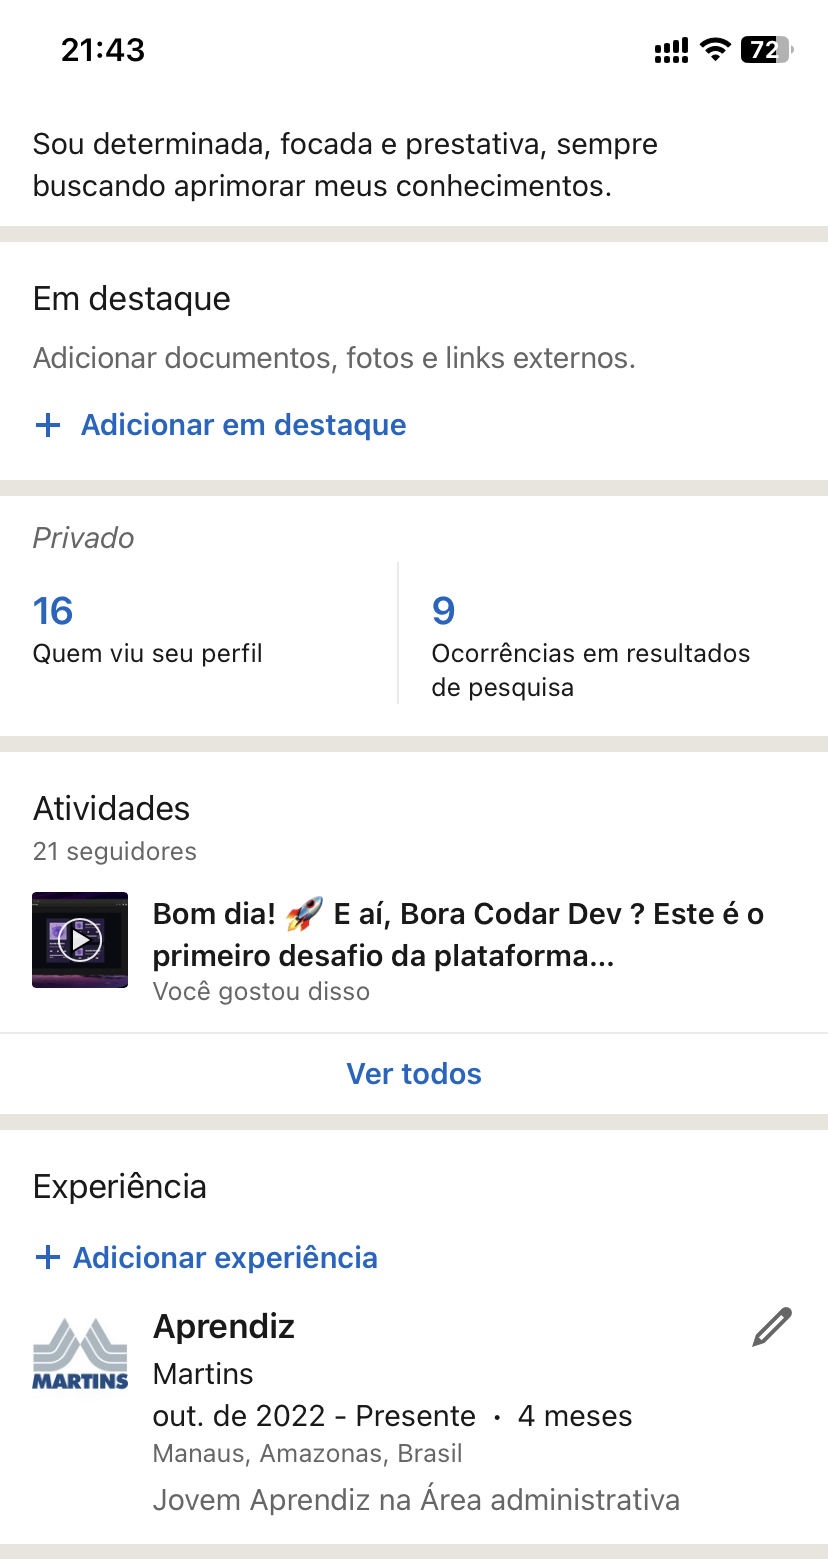 21:43
72
Sou determinada, focada e prestativa, sempre
buscando aprimorar meus conhecimentos.
Em destaque
Adicionar documentos, fotos e links externos.
+ Adicionar em destaque
Privado
16
Quem viu seu perfil
9
Ocorrências em resultados
de pesquisa
Atividades
21 seguidores
Bom dia! 🚀 E aí, Bora Codar Dev ? Este é o
primeiro desafio da plataforma...
Você gostou disso
Ver todos
Experiência
+ Adicionar experiência
MARTINS
Aprendiz
Martins
out. de 2022 - Presente • 4 meses
Manaus, Amazonas, Brasil
Jovem Aprendiz na Área administrativa